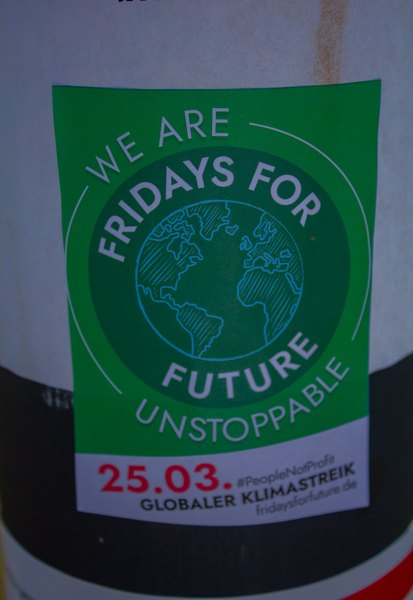 WE ARE
FRIDAYS FOR
FUTURE
UNSTOPPABLE
25.03.
#PeopleNotProfit
GLOBALER KLIMASTREIK
fridaysforfuture.de